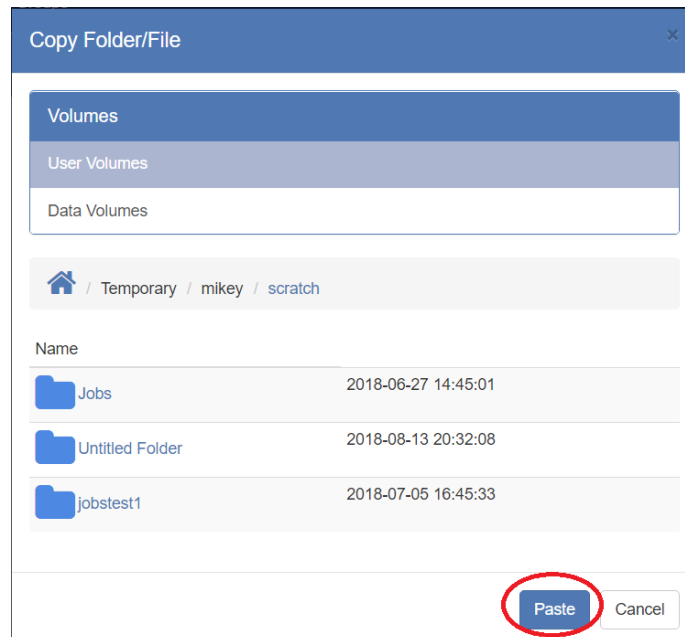 Copy Folder/File ×
Volumes
User Volumes
Data Volumes
/ Temporary / mikey / scratch
Name
Jobs 2018-06-27 14:45:01
Untitled Folder 2018-08-13 20:32:08
jobstest1 2018-07-05 16:45:33
Paste Cancel